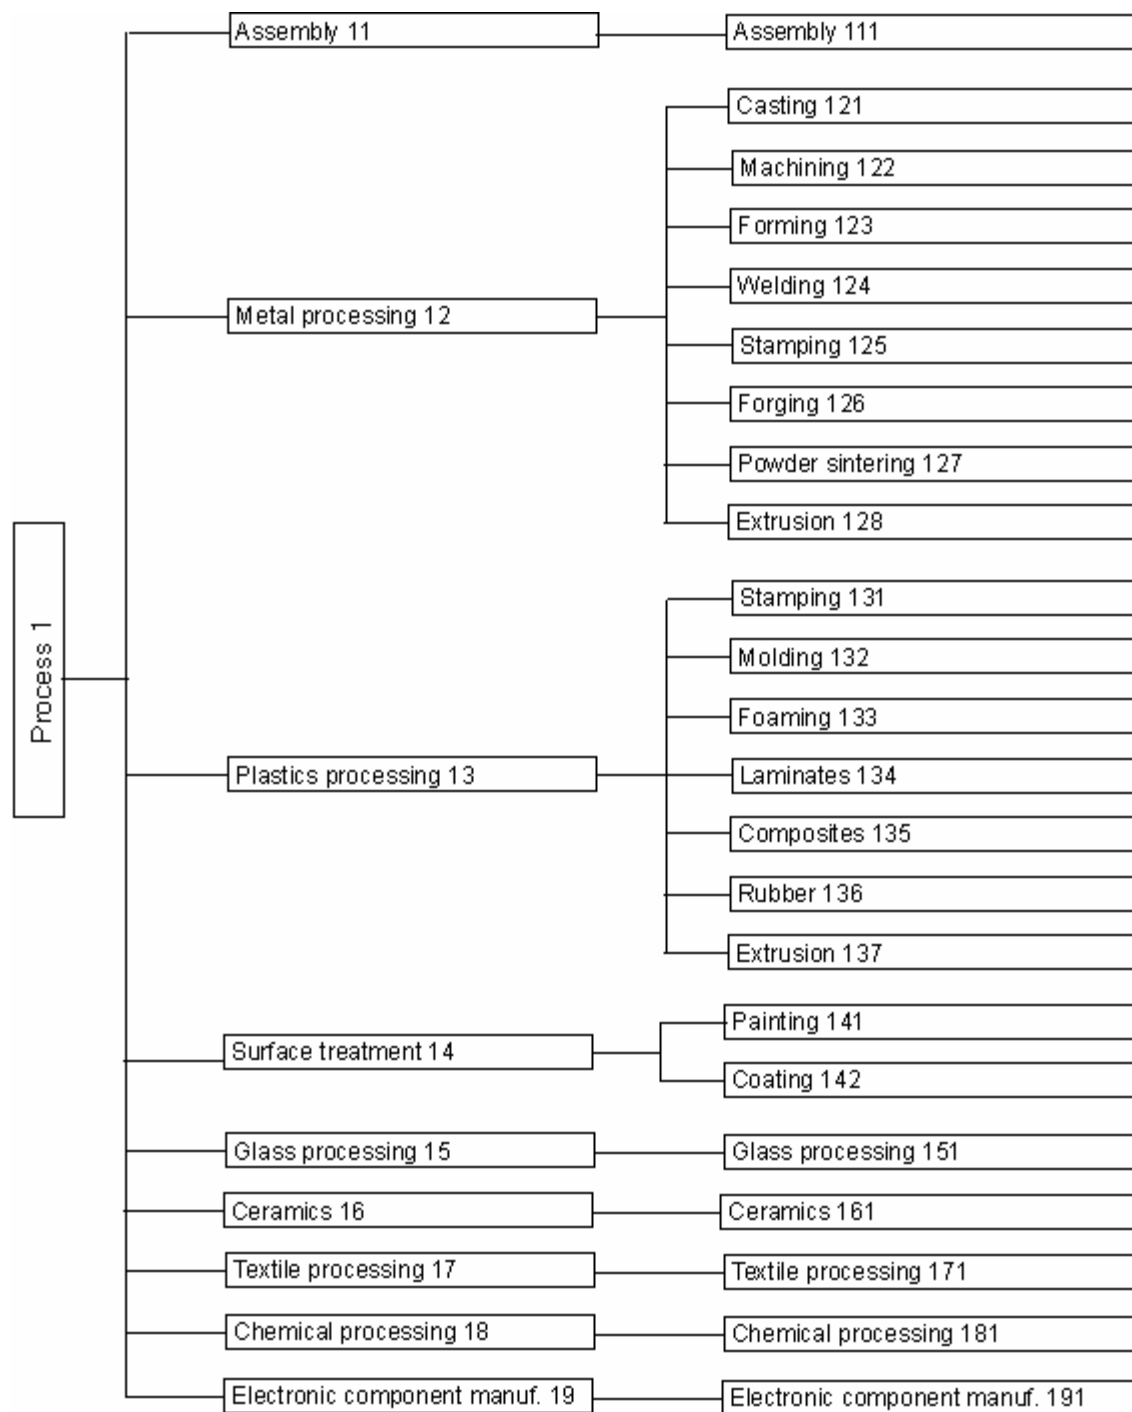 Assembly 11
Assembly 111
Casting 121
Machining 122
Forming 123
Welding 124
Metal processing 12
Stamping 125
Forging 126
Powder sintering 127
Extrusion 128
Process 1
Stamping 131
Molding 132
Foaming 133
Plastics processing 13
Laminates 134
Composites 135
Rubber 136
Extrusion 137
Painting 141
Surface treatment 14
Coating 142
Glass processing 15
Glass processing 151
Ceramics 16
Ceramics 161
Textile processing 17
Textile processing 171
Chemical processing 18
Chemical processing 181
Electronic component manuf. 19
Electronic component manuf. 191